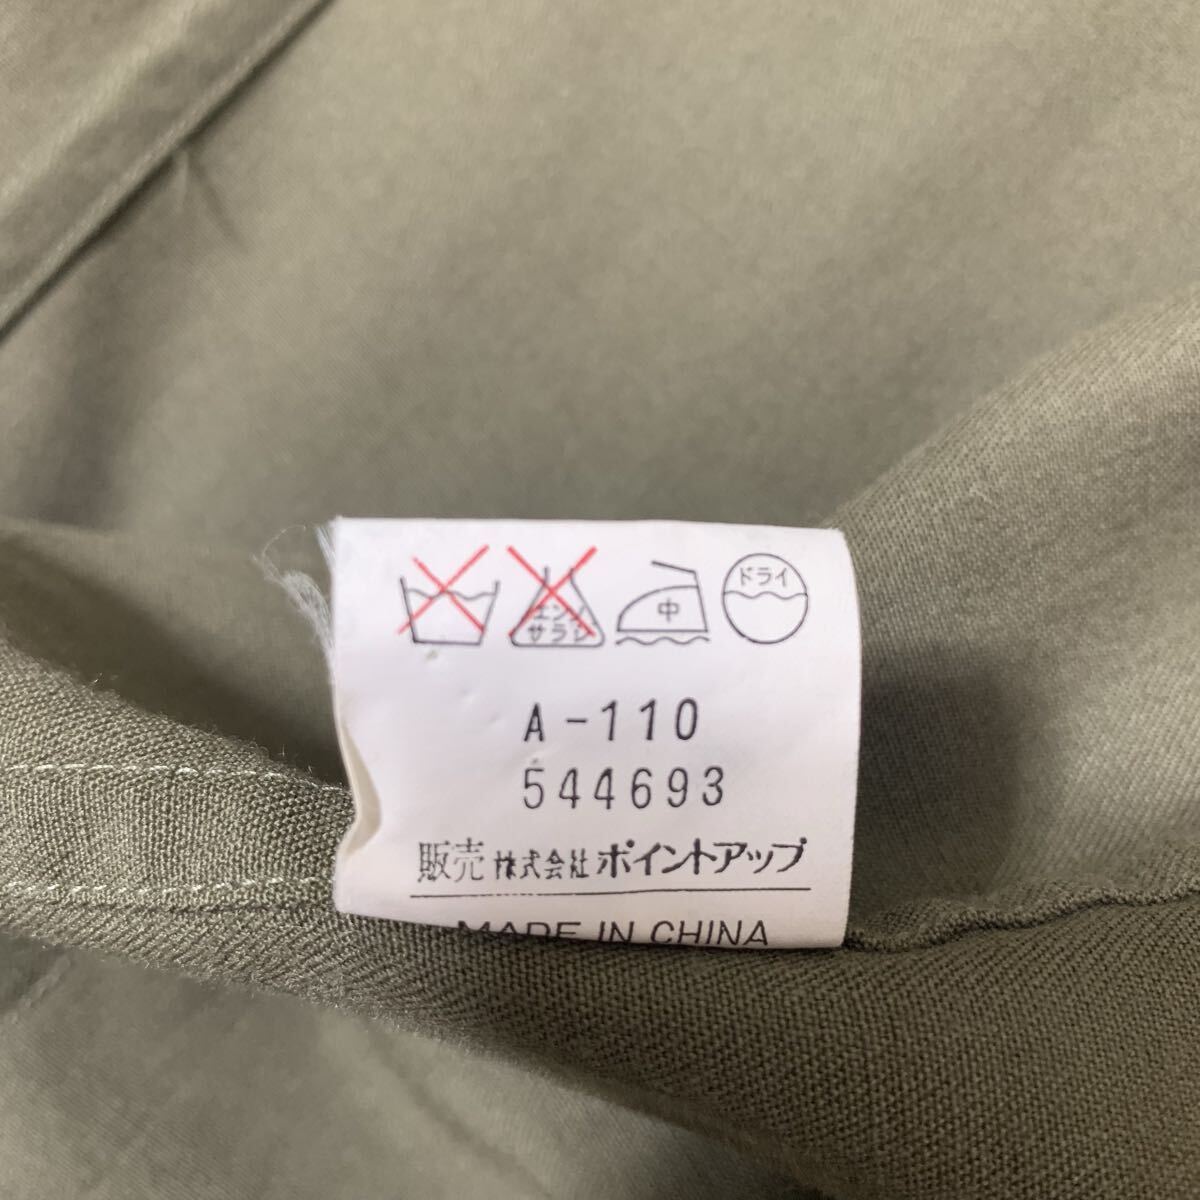 エンソ サラシ 中 ドライ
A-110
544693
販売 株式会社 ポイントアップ
MADE IN CHINA